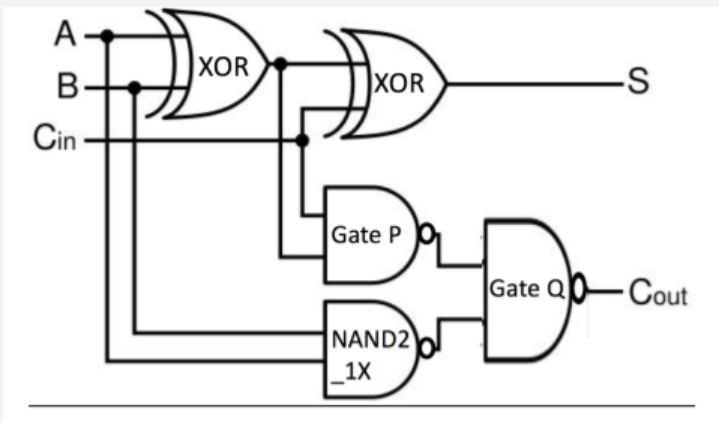 A
XOR
B
XOR
S
Cin
Gate P
Gate Q
Cout
NAND2
_1X